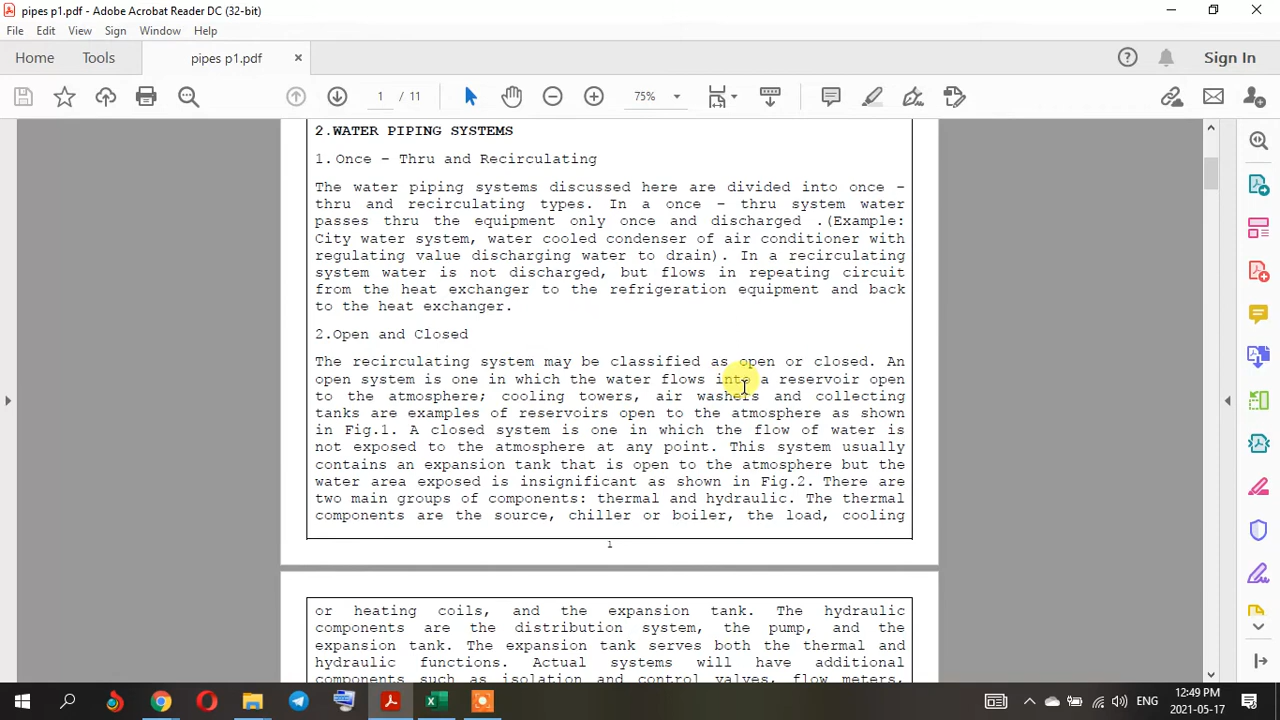 pipes p1.pdf - Adobe Acrobat Reader DC (32-bit)
File Edit View Sign Window Help
Home Tools pipes p1.pdf × Sign In
1 / 11 75%
2.WATER PIPING SYSTEMS
1.Once - Thru and Recirculating
The water piping systems discussed here are divided into once -
thru and recirculating types. In a once - thru system water
passes thru the equipment only once and discharged .(Example:
City water system, water cooled condenser of air conditioner with
regulating value discharging water to drain). In a recirculating
system water is not discharged, but flows in repeating circuit
from the heat exchanger to the refrigeration equipment and back
to the heat exchanger.
2.Open and Closed
The recirculating system may be classified as open or closed. An
open system is one in which the water flows into a reservoir open
to the atmosphere; cooling towers, air washers and collecting
tanks are examples of reservoirs open to the atmosphere as shown
in Fig.1. A closed system is one in which the flow of water is
not exposed to the atmosphere at any point. This system usually
contains an expansion tank that is open to the atmosphere but the
water area exposed is insignificant as shown in Fig.2. There are
two main groups of components: thermal and hydraulic. The thermal
components are the source, chiller or boiler, the load, cooling
1
or heating coils, and the expansion tank. The hydraulic
components are the distribution system, the pump, and the
expansion tank. The expansion tank serves both the thermal and
hydraulic functions. Actual systems will have additional
components such as isolation and control valves, flow meters,
ENG
12:49 PM
2021-05-17